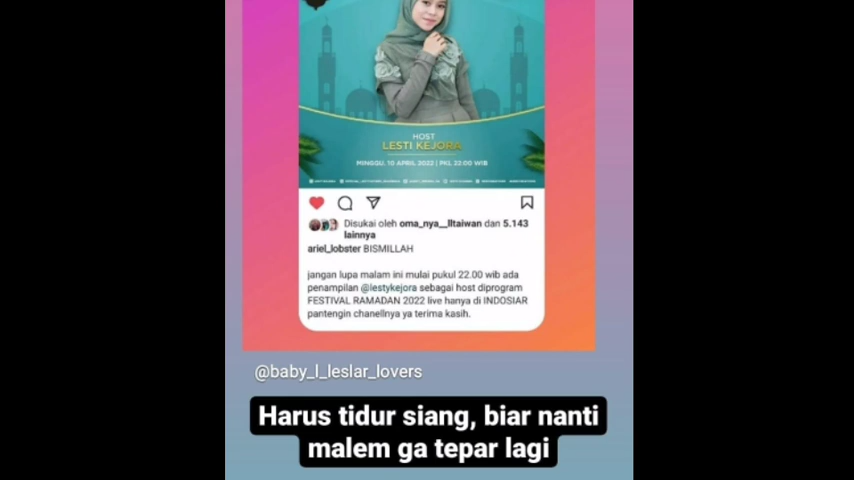 HOST
LESTI KEJORA
MINGGU, 10 APRIL 2022 | PKL 22:00 WIB
Disukai oleh oma_nya__lltaiwan dan 5.143
lainnya
ariel_lobster BISMILLAH
jangan lupa malam ini mulai pukul 22.00 wib ada
penampilan @lestykejora sebagai host diprogram
FESTIVAL RAMADAN 2022 live hanya di INDOSIAR
pantengin chanellnya ya terima kasih.
@baby_l_leslar_lovers
Harus tidur siang, biar nanti
malem ga tepar lagi